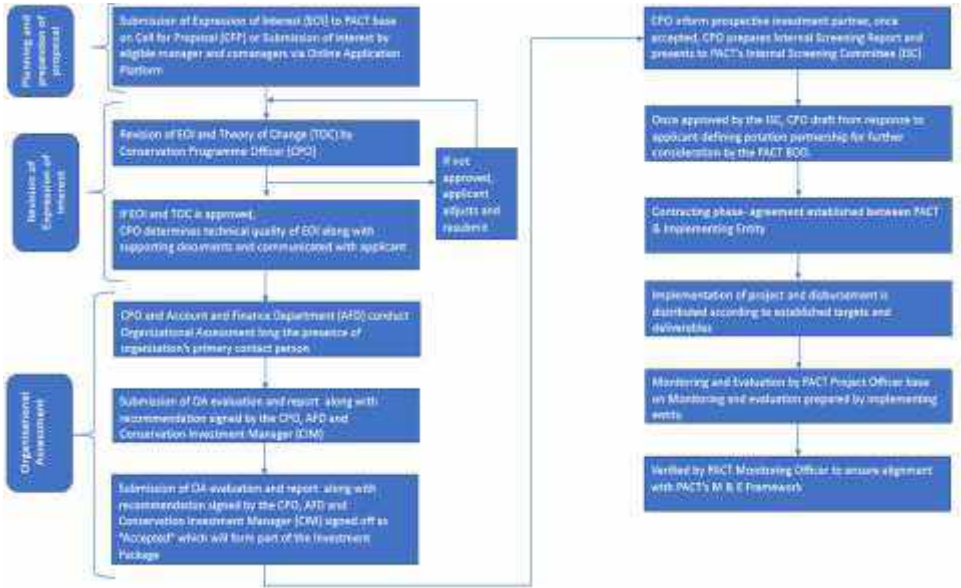 Planning and
preparation of
proposal
Submission of Expression of Interest (EOI) to PACT base
on Call for Proposal (CFP) or Submission of Interest by
eligible manager and comanagers via Online Application
Platform
Revision of
Expression of
Interest
Revision of EOI and Theory of Change (TOC) by
Conservation Programme Officer (CPO)
If not
approved,
applicant
adjusts and
resubmit
If EOI and TOC is approved,
CPO determines technical quality of EOI along with
supporting documents and communicated with applicant
Organisational
Assessment
CPO and Account and Finance Department (AFD) conduct
Organizational Assessment long the presence of
organisation's primary contact person
Submission of OA evaluation and report along with
recommendation signed by the CPO, AFD and
Conservation Investment Manager (CIM)
Submission of OA evaluation and report along with
recommendation signed by the CPO, AFD and
Conservation Investment Manager (CIM) signed off as
"Accepted" which will form part of the Investment
Package
CPO inform prospective investment partner, once
accepted, CPO prepares Internal Screening Report and
presents to PACT's Internal Screening Committee (ISC)
Once approved by the ISC, CPO draft from response to
applicant defining potation partnership for further
consideration by the PACT BOD.
Contracting phase- agreement established between PACT
& Implementing Entity
Implementation of project and disbursement is
distributed according to established targets and
deliverables
Monitoring and Evaluation by PACT Project Officer base
on Monitoring and evaluation prepared by implementing
entity
Verified by PACT Monitoring Officer to ensure alignment
with PACT's M & E Framework